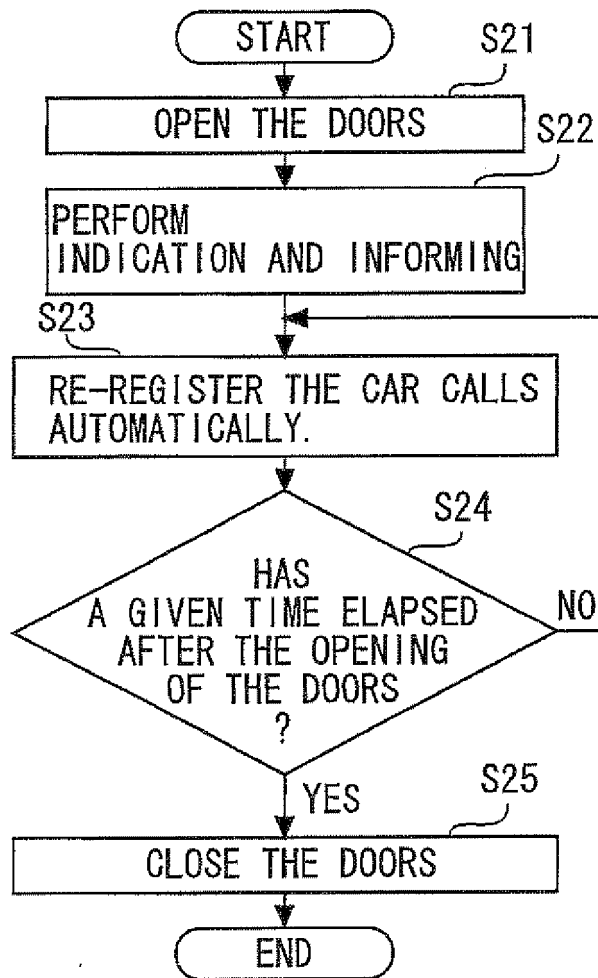 START
S21
OPEN THE DOORS
S22
PERFORM
INDICATION AND INFORMING
S23
RE-REGISTER THE CAR CALLS
AUTOMATICALLY.
S24
HAS
A GIVEN TIME ELAPSED
AFTER THE OPENING
OF THE DOORS
?
NO
YES
S25
CLOSE THE DOORS
END